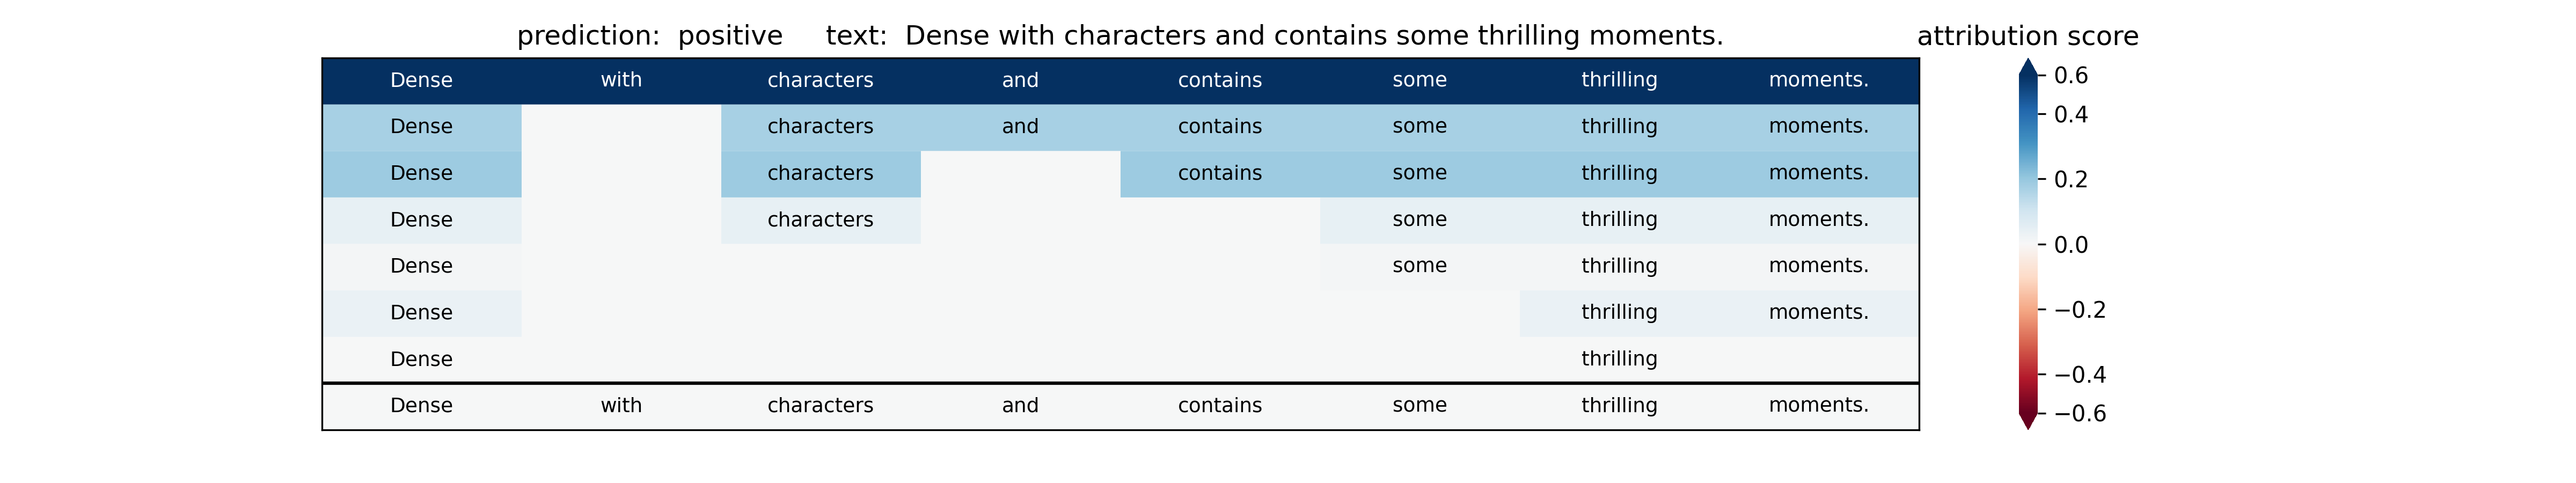 prediction: positive text: Dense with characters and contains some thrilling moments.
attribution score
Dense with characters and contains some thrilling moments.
Dense characters and contains some thrilling moments.
Dense characters contains some thrilling moments.
Dense characters some thrilling moments.
Dense some thrilling moments.
Dense thrilling moments.
Dense thrilling
Dense with characters and contains some thrilling moments.
0.6
0.4
0.2
0.0
−0.2
−0.4
−0.6